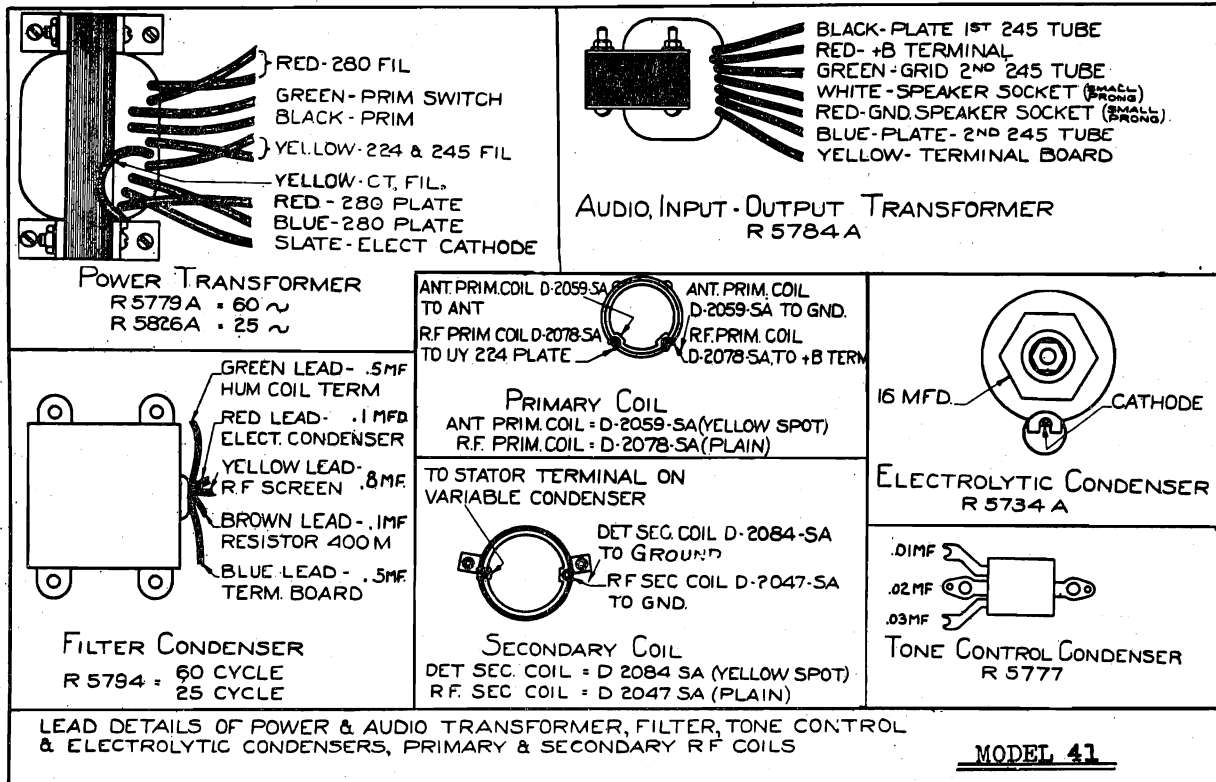 RED-280 FIL
GREEN-PRIM SWITCH
BLACK-PRIM
YELLOW-224 & 245 FIL
YELLOW-CT, FIL.
RED-280 PLATE
BLUE-280 PLATE
SLATE-ELECT CATHODE
POWER TRANSFORMER
R 5779A = 60 ~
R 5826A = 25 ~
BLACK-PLATE 1ST 245 TUBE
RED- +B TERMINAL
GREEN-GRID 2ND 245 TUBE
WHITE-SPEAKER SOCKET (SMALL PRONG)
RED-GND. SPEAKER SOCKET (SMALL PRONG)
BLUE-PLATE-2ND 245 TUBE
YELLOW-TERMINAL BOARD
AUDIO, INPUT-OUTPUT TRANSFORMER
R 5784A
GREEN LEAD- .5MF
HUM COIL TERM
RED LEAD- .1MFD
ELECT. CONDENSER
YELLOW LEAD-
R.F SCREEN .8MF.
BROWN LEAD- .1MF
RESISTOR 400 M
BLUE LEAD- .5MF.
TERM. BOARD
FILTER CONDENSER
R 5794 = 60 CYCLE
25 CYCLE
ANT. PRIM. COIL D-2059-SA
TO ANT
R.F PRIM COIL D-2078-SA
TO UY 224 PLATE
ANT. PRIM. COIL
D-2059-SA TO GND.
R.F. PRIM. COIL
D-2078-SA, TO +B TERM
PRIMARY COIL
ANT PRIM. COIL = D-2059-SA (YELLOW SPOT)
R.F. PRIM. COIL = D-2078-SA (PLAIN)
TO STATOR TERMINAL ON
VARIABLE CONDENSER
DET SEC. COIL D-2084-SA
TO GROUND
RF SEC COIL D-2047-SA
TO GND.
SECONDARY COIL
DET SEC. COIL = D 2084 SA (YELLOW SPOT)
R.F. SEC COIL = D 2047 SA (PLAIN)
16 MFD.
CATHODE
ELECTROLYTIC CONDENSER
R 5734 A
.01MF
.02MF
.03MF
TONE CONTROL CONDENSER
R 5777
LEAD DETAILS OF POWER & AUDIO TRANSFORMER, FILTER, TONE CONTROL
& ELECTROLYTIC CONDENSERS, PRIMARY & SECONDARY RF COILS
MODEL 41